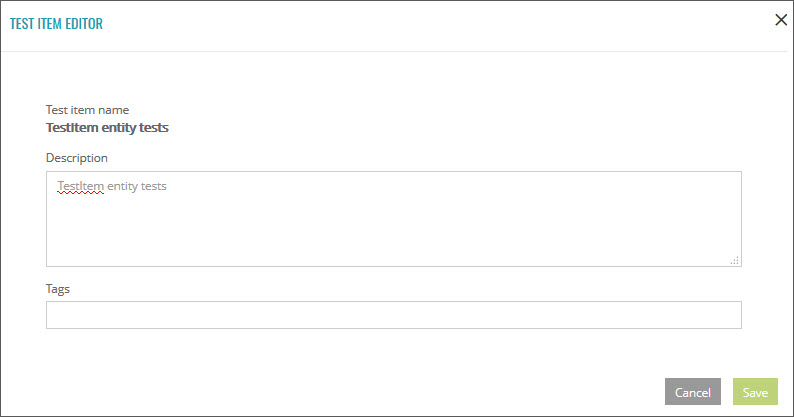 TEST ITEM EDITOR
Test item name
TestItem entity tests
Description
TestItem entity tests
Tags
Cancel
Save